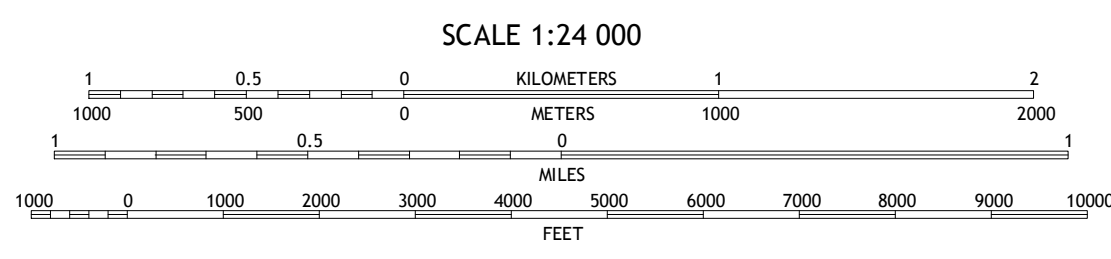 SCALE 1:24 000
1 0.5 0 KILOMETERS 1 2
1000 500 0 METERS 1000 2000
1 0.5 0 1
MILES
1000 0 1000 2000 3000 4000 5000 6000 7000 8000 9000 10000
FEET